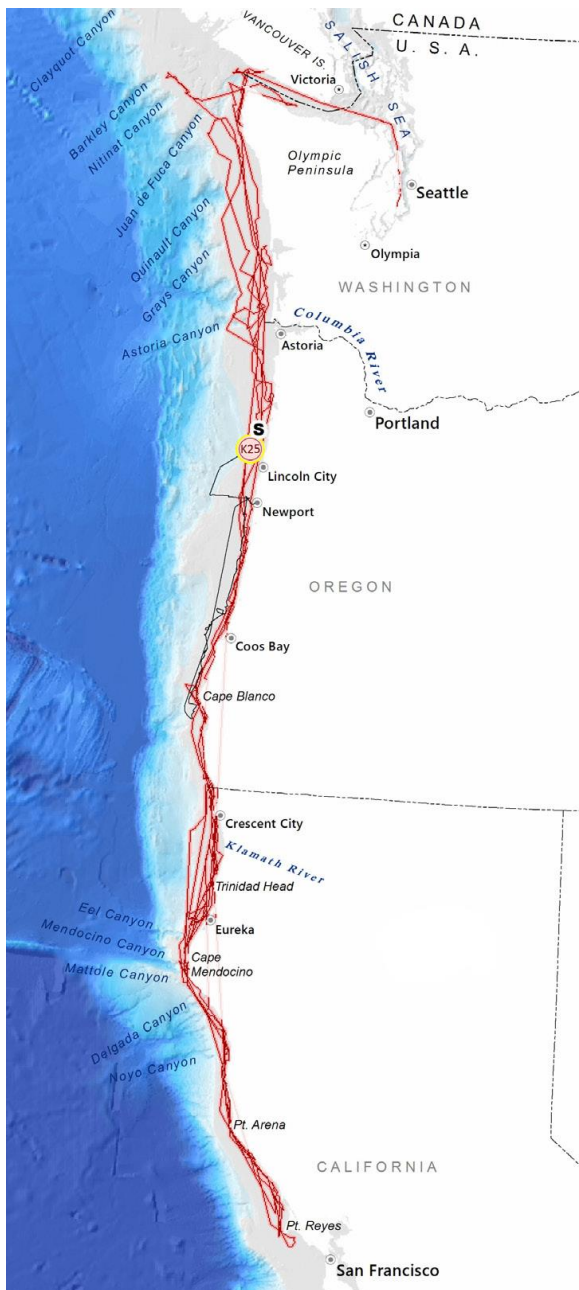 CANADA
U. S. A.
VANCOUVER IS.
SALISH SEA
Clayquot Canyon
Victoria
Barkley Canyon
Nitinat Canyon
Juan de Fuca Canyon
Olympic
Peninsula
Seattle
Quinault Canyon
Olympia
Grays Canyon
WASHINGTON
Astoria Canyon
Columbia River
Astoria
Portland
S
K25
Lincoln City
Newport
OREGON
Coos Bay
Cape Blanco
Crescent City
Klamath River
Trinidad Head
Eel Canyon
Eureka
Mendocino Canyon
Cape
Mendocino
Mattole Canyon
Delgada Canyon
Noyo Canyon
Pt. Arena
CALIFORNIA
Pt. Reyes
San Francisco